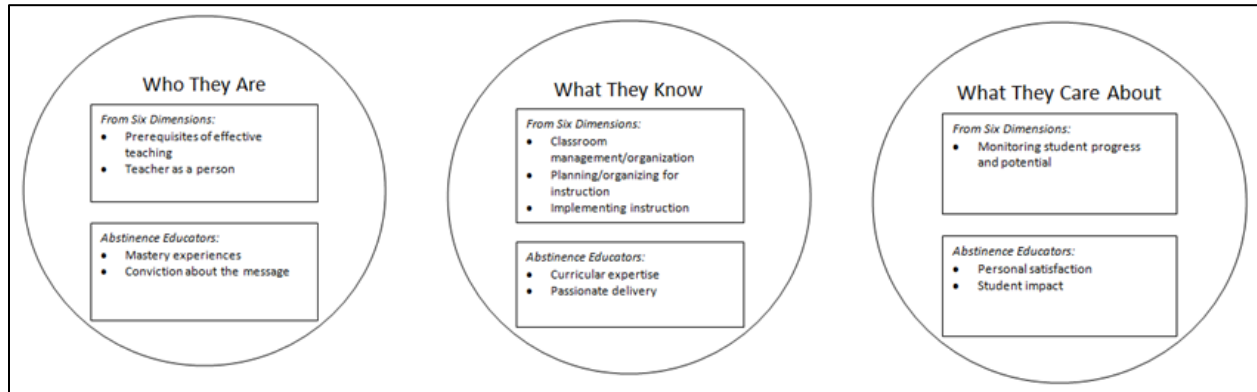 Who They Are
From Six Dimensions:
• Prerequisites of effective
teaching
• Teacher as a person
Abstinence Educators:
• Mastery experiences
• Conviction about the message
What They Know
From Six Dimensions:
• Classroom
management/organization
• Planning/organizing for
instruction
• Implementing instruction
Abstinence Educators:
• Curricular expertise
• Passionate delivery
What They Care About
From Six Dimensions:
• Monitoring student progress
and potential
Abstinence Educators:
• Personal satisfaction
• Student impact